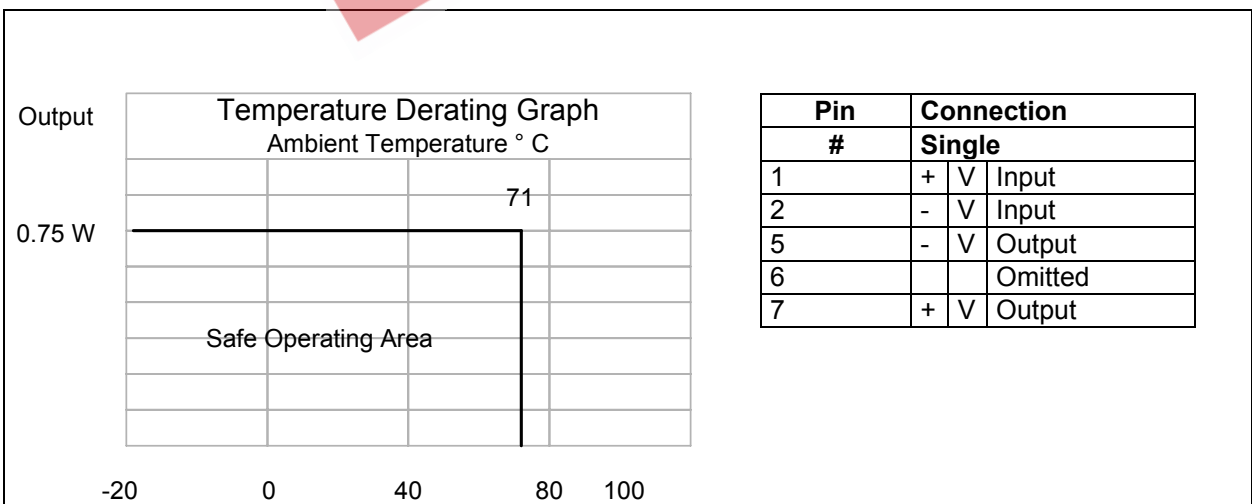 Output
Temperature Derating Graph
Ambient Temperature ° C
71
0.75 W
Safe Operating Area
-20 0 40 80 100
Pin Connection
# Single
1 + V Input
2 - V Input
5 - V Output
6 Omitted
7 + V Output